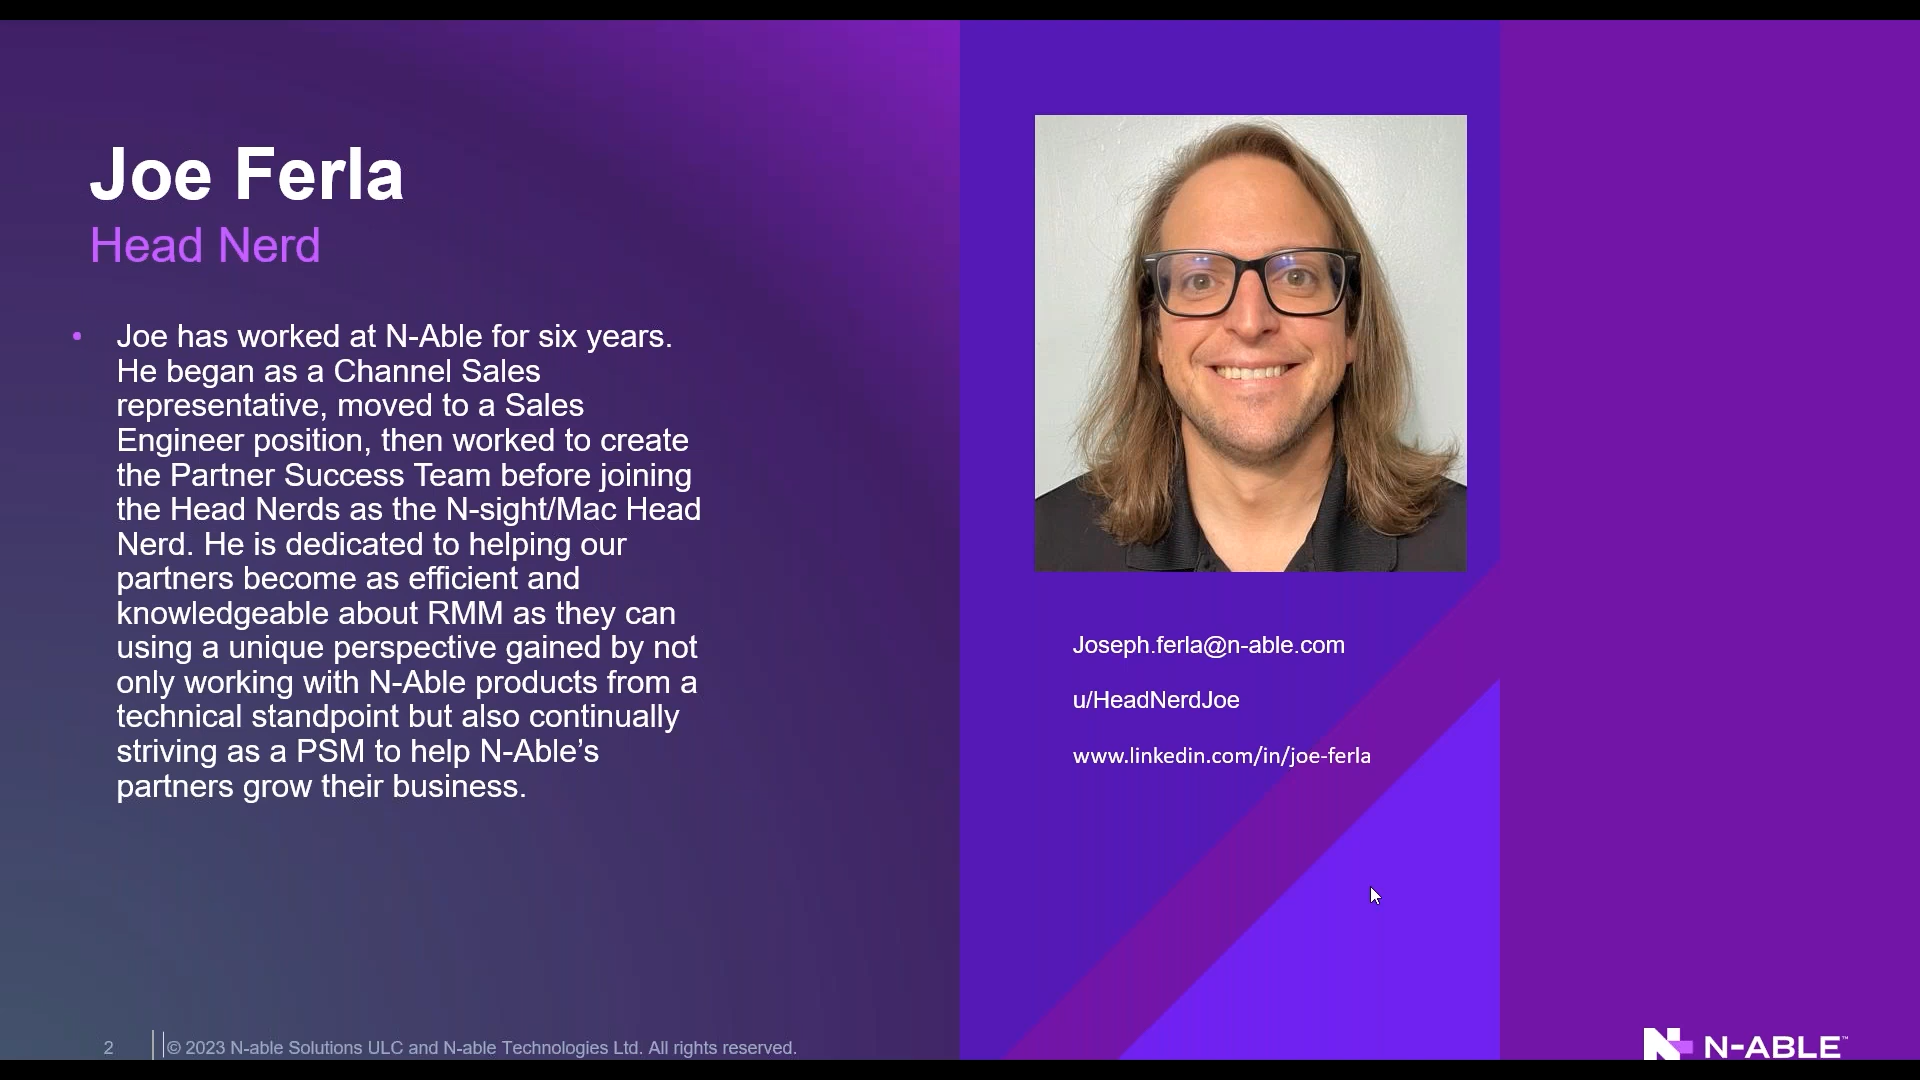 Joe Ferla
Head Nerd
• Joe has worked at N-Able for six years.
He began as a Channel Sales
representative, moved to a Sales
Engineer position, then worked to create
the Partner Success Team before joining
the Head Nerds as the N-sight/Mac Head
Nerd. He is dedicated to helping our
partners become as efficient and
knowledgeable about RMM as they can
using a unique perspective gained by not
only working with N-Able products from a
technical standpoint but also continually
striving as a PSM to help N-Able’s
partners grow their business.
Joseph.ferla@n-able.com
u/HeadNerdJoe
www.linkedin.com/in/joe-ferla
2
© 2023 N-able Solutions ULC and N-able Technologies Ltd. All rights reserved.
N-ABLE™